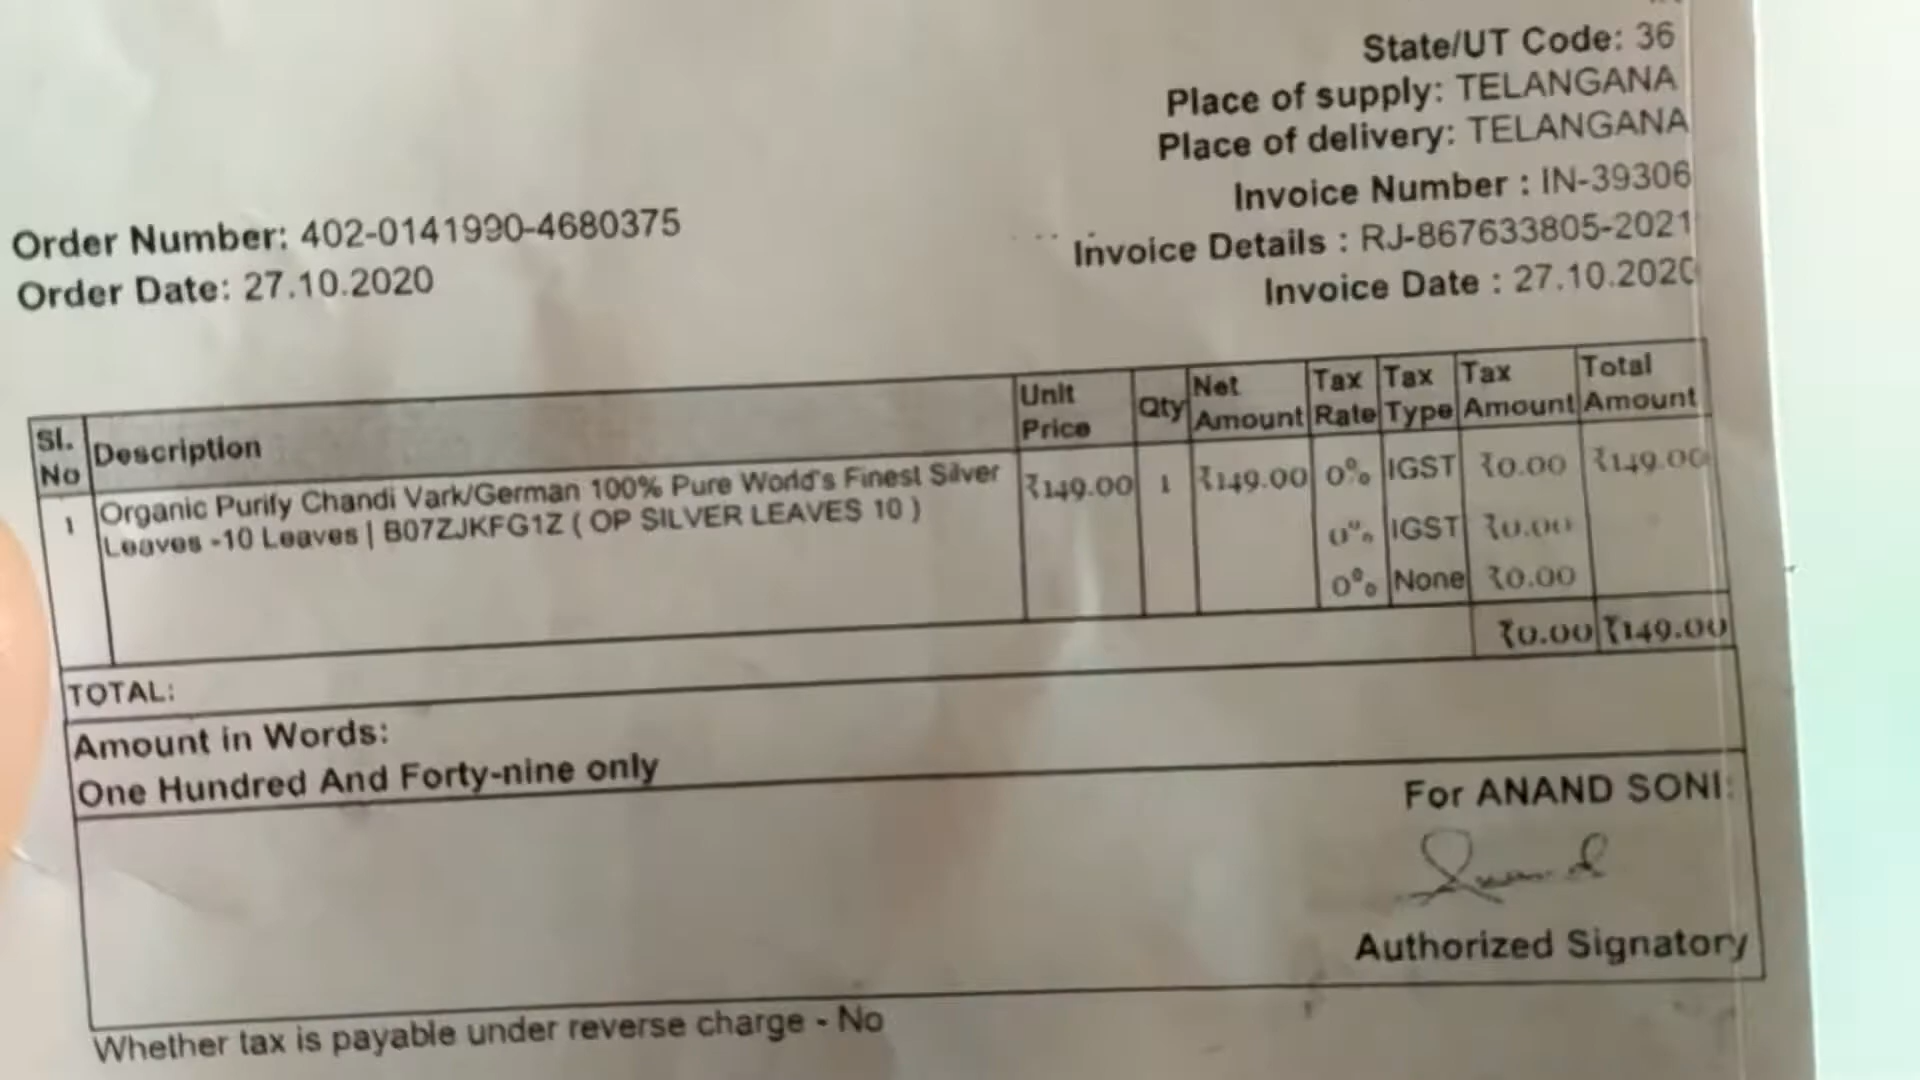 State/UT Code: 36
Place of supply: TELANGANA
Place of delivery: TELANGANA
Order Number: 402-0141990-4680375
Order Date: 27.10.2020
Invoice Number : IN-39306
Invoice Details : RJ-867633805-2021
Invoice Date : 27.10.2020
Sl. No Description Unit Price Qty Net Amount Tax Rate Tax Type Tax Amount Total Amount
1 Organic Purify Chandi Vark/German 100% Pure World's Finest Silver ₹149.00 1 ₹149.00 0% IGST ₹0.00 ₹149.00
Leaves -10 Leaves | B07ZJKFG1Z ( OP SILVER LEAVES 10 )
0% IGST ₹0.00
0% None ₹0.00
TOTAL: ₹0.00 ₹149.00
Amount in Words:
One Hundred And Forty-nine only
For ANAND SONI:
Authorized Signatory
Whether tax is payable under reverse charge - No